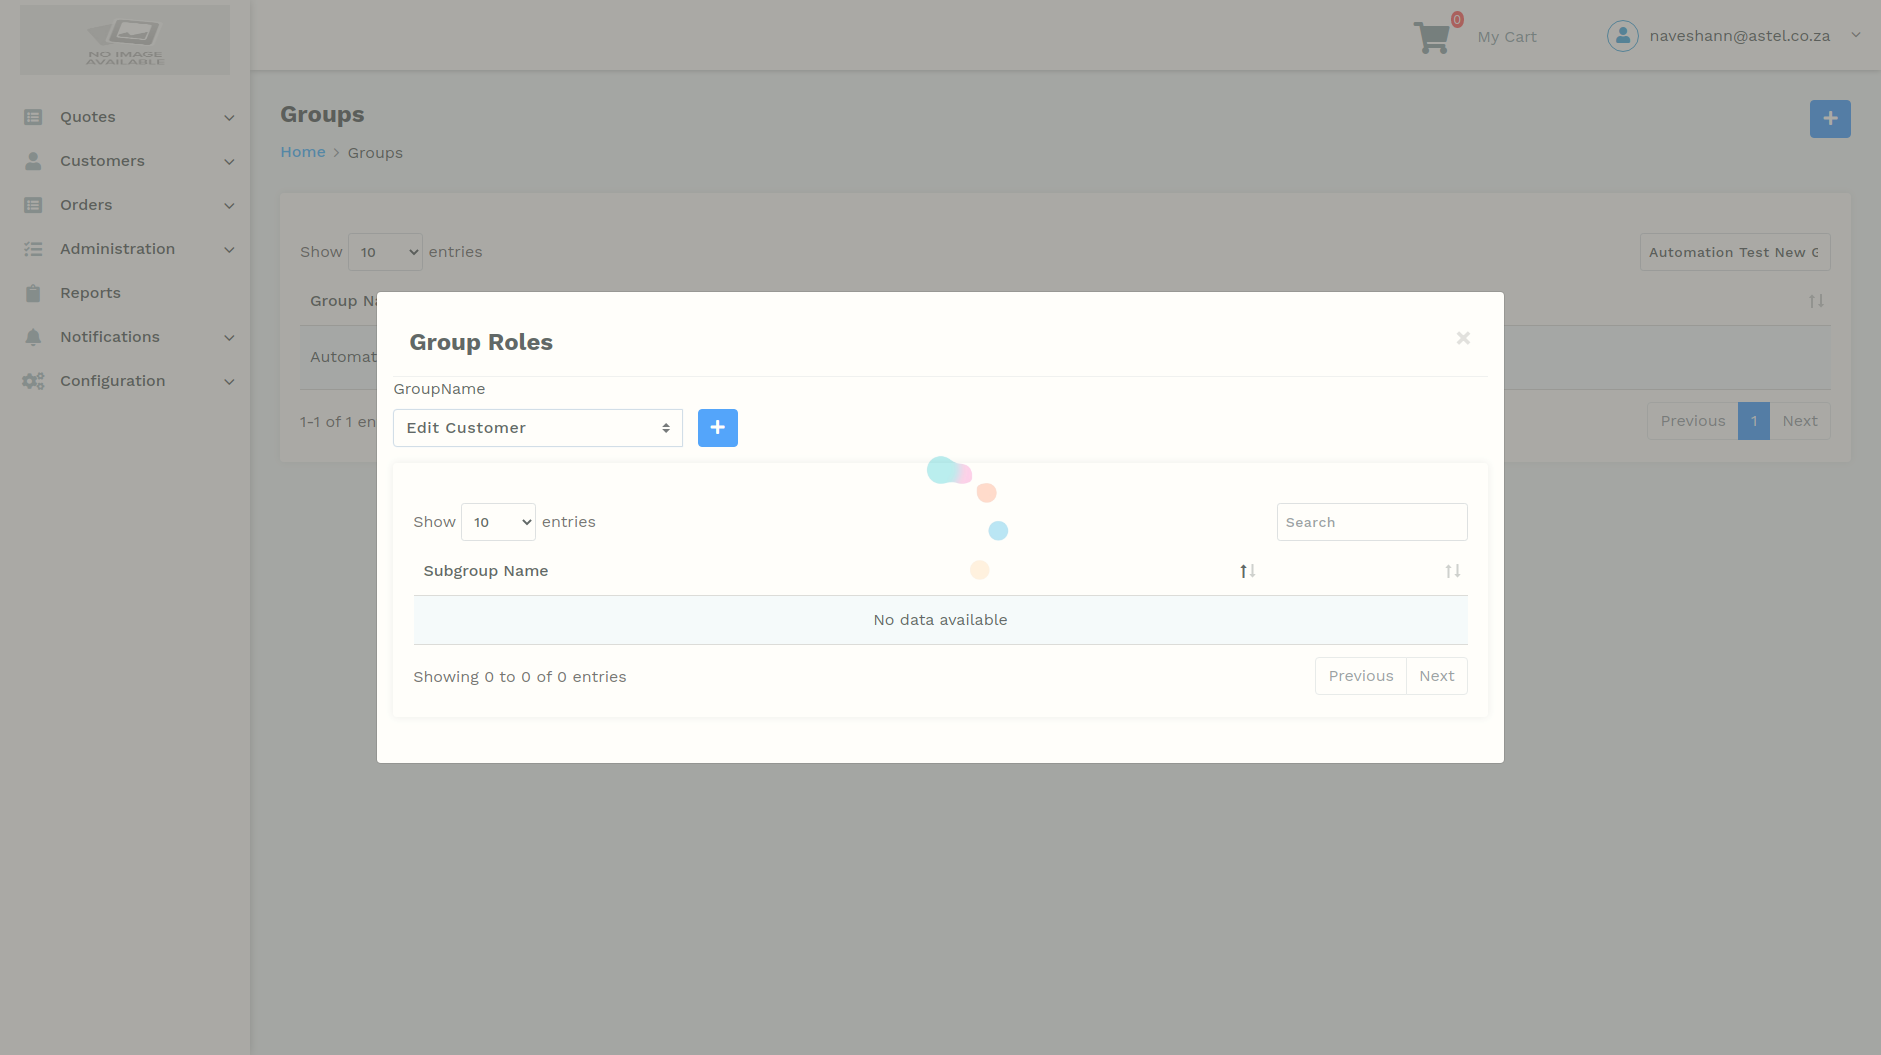 NO IMAGE
AVAILABLE
0
My Cart
naveshann@astel.co.za
Quotes
Customers
Orders
Administration
Reports
Notifications
Configuration
Groups
Home > Groups
Show 10 entries
Automation Test New G
Group Na
Automat
1-1 of 1 en
Previous 1 Next
Group Roles
×
GroupName
Edit Customer
Show 10 entries
Search
Subgroup Name
No data available
Showing 0 to 0 of 0 entries
Previous Next